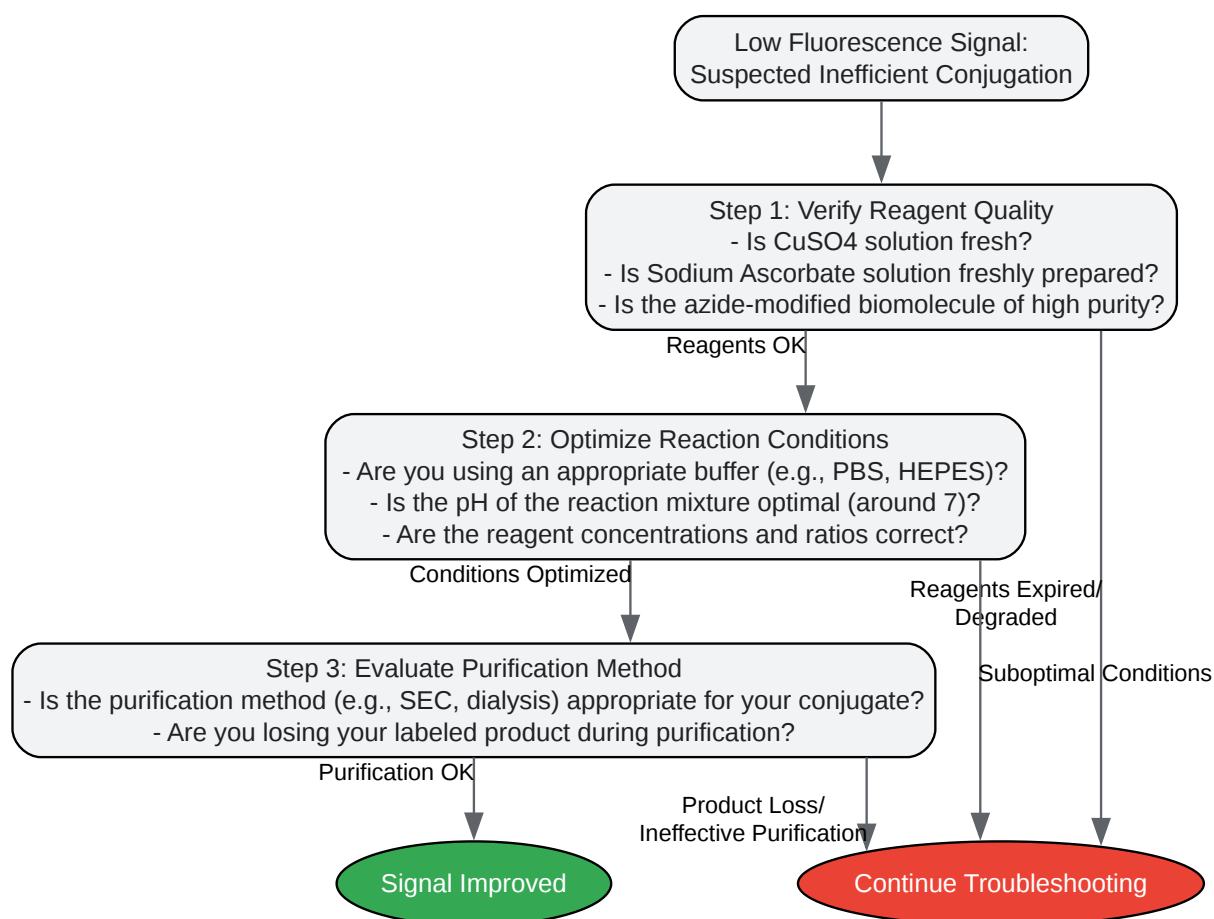 Low Fluorescence Signal:
Suspected Inefficient Conjugation
Step 1: Verify Reagent Quality
- Is CuSO4 solution fresh?
- Is Sodium Ascorbate solution freshly prepared?
- Is the azide-modified biomolecule of high purity?
Reagents OK
Step 2: Optimize Reaction Conditions
- Are you using an appropriate buffer (e.g., PBS, HEPES)?
- Is the pH of the reaction mixture optimal (around 7)?
- Are the reagent concentrations and ratios correct?
Conditions Optimized
Reagents Expired/
Degraded
Step 3: Evaluate Purification Method
- Is the purification method (e.g., SEC, dialysis) appropriate for your conjugate?
- Are you losing your labeled product during purification?
Suboptimal Conditions
Purification OK
Product Loss/
Ineffective Purification
Signal Improved
Continue Troubleshooting